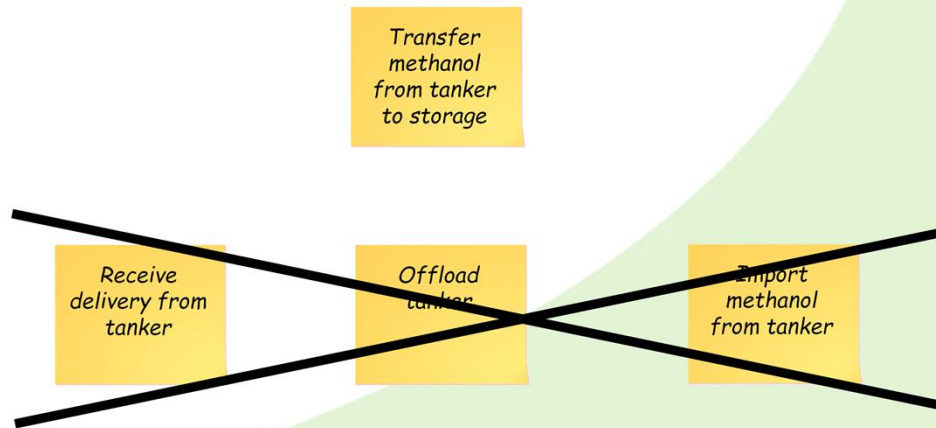 Transfer
methanol
from tanker
to storage
Receive
delivery from
tanker
Offload
tanker
Import
methanol
from tanker